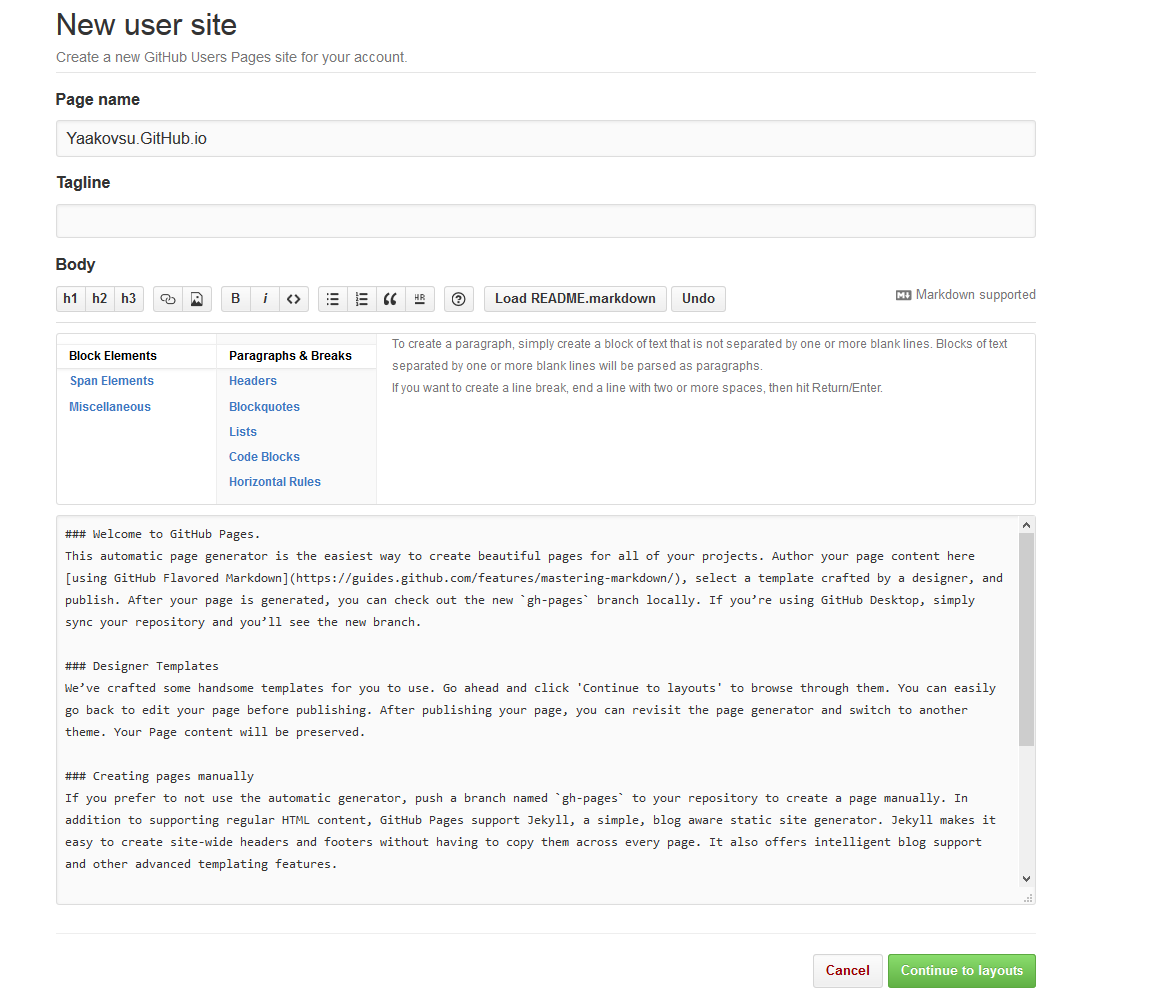 New user site
Create a new GitHub Users Pages site for your account.
Page name
Yaakovsu.GitHub.io
Tagline
Body
h1 h2 h3 B i <> “ HR ? Load README.markdown Undo M↓ Markdown supported
Block Elements
Span Elements
Miscellaneous
Paragraphs & Breaks
Headers
Blockquotes
Lists
Code Blocks
Horizontal Rules
To create a paragraph, simply create a block of text that is not separated by one or more blank lines. Blocks of text
separated by one or more blank lines will be parsed as paragraphs.
If you want to create a line break, end a line with two or more spaces, then hit Return/Enter.
### Welcome to GitHub Pages.
This automatic page generator is the easiest way to create beautiful pages for all of your projects. Author your page content here
[using GitHub Flavored Markdown](https://guides.github.com/features/mastering-markdown/), select a template crafted by a designer, and
publish. After your page is generated, you can check out the new `gh-pages` branch locally. If you’re using GitHub Desktop, simply
sync your repository and you’ll see the new branch.
### Designer Templates
We’ve crafted some handsome templates for you to use. Go ahead and click 'Continue to layouts' to browse through them. You can easily
go back to edit your page before publishing. After publishing your page, you can revisit the page generator and switch to another
theme. Your Page content will be preserved.
### Creating pages manually
If you prefer to not use the automatic generator, push a branch named `gh-pages` to your repository to create a page manually. In
addition to supporting regular HTML content, GitHub Pages support Jekyll, a simple, blog aware static site generator. Jekyll makes it
easy to create site-wide headers and footers without having to copy them across every page. It also offers intelligent blog support
and other advanced templating features.
Cancel Continue to layouts